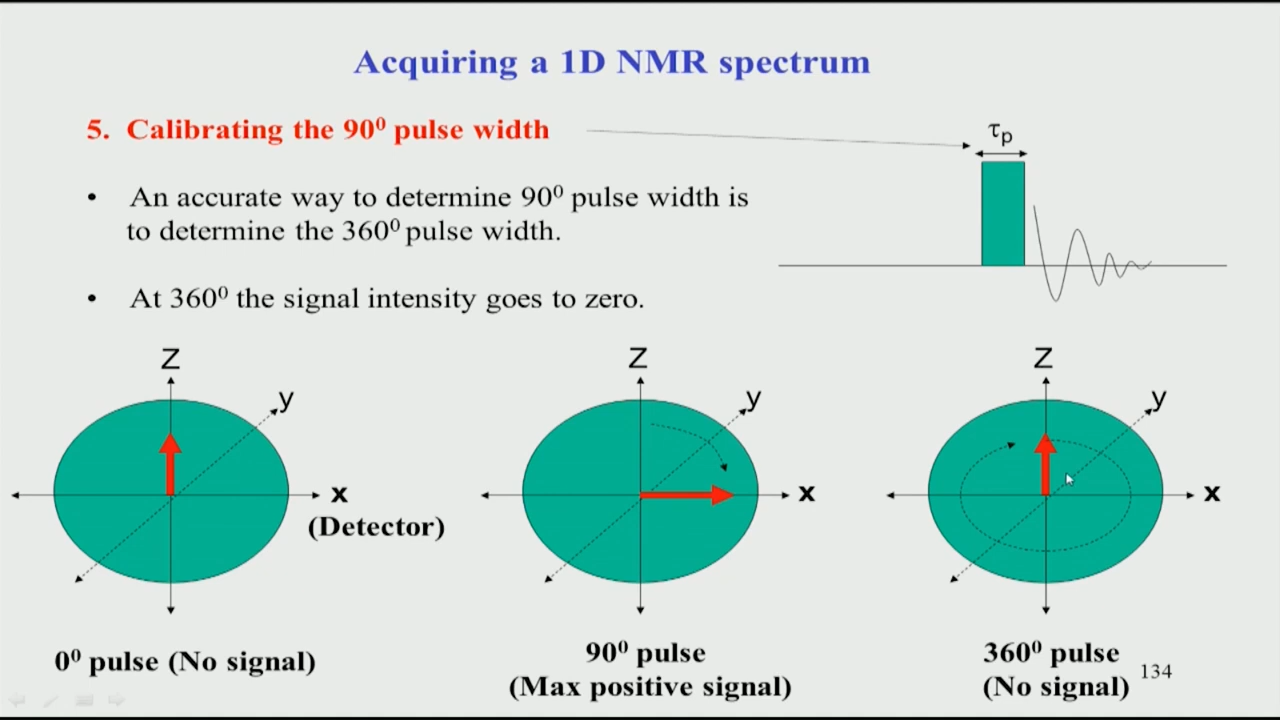 Acquiring a 1D NMR spectrum
5. Calibrating the 90⁰ pulse width
τp
• An accurate way to determine 90⁰ pulse width is
to determine the 360⁰ pulse width.
• At 360⁰ the signal intensity goes to zero.
Z
y
x
(Detector)
0⁰ pulse (No signal)
Z
y
x
90⁰ pulse
(Max positive signal)
Z
y
x
360⁰ pulse
(No signal)
134